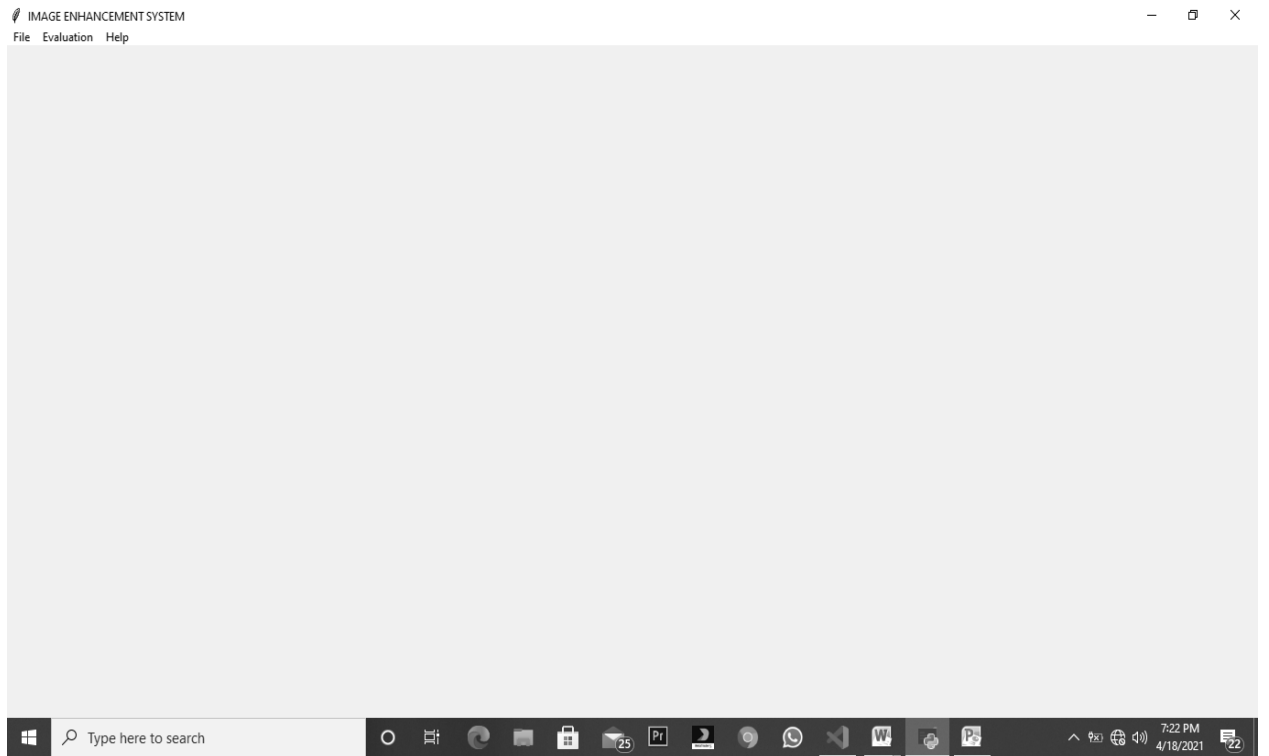 IMAGE ENHANCEMENT SYSTEM
File Evaluation Help
Type here to search
25
Pr
W
P
7:22 PM
4/18/2021
22